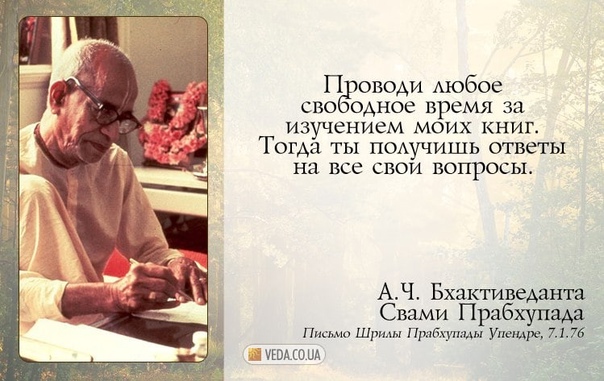 Проводи любое
свободное время за
изучением моих книг.
Тогда ты получишь ответы
на все свои вопросы.
А.Ч. Бхактиведанта
Свами Прабхупада
Письмо Шрилы Прабхупады Упендре, 7.1.76
VEDA.CO.UA